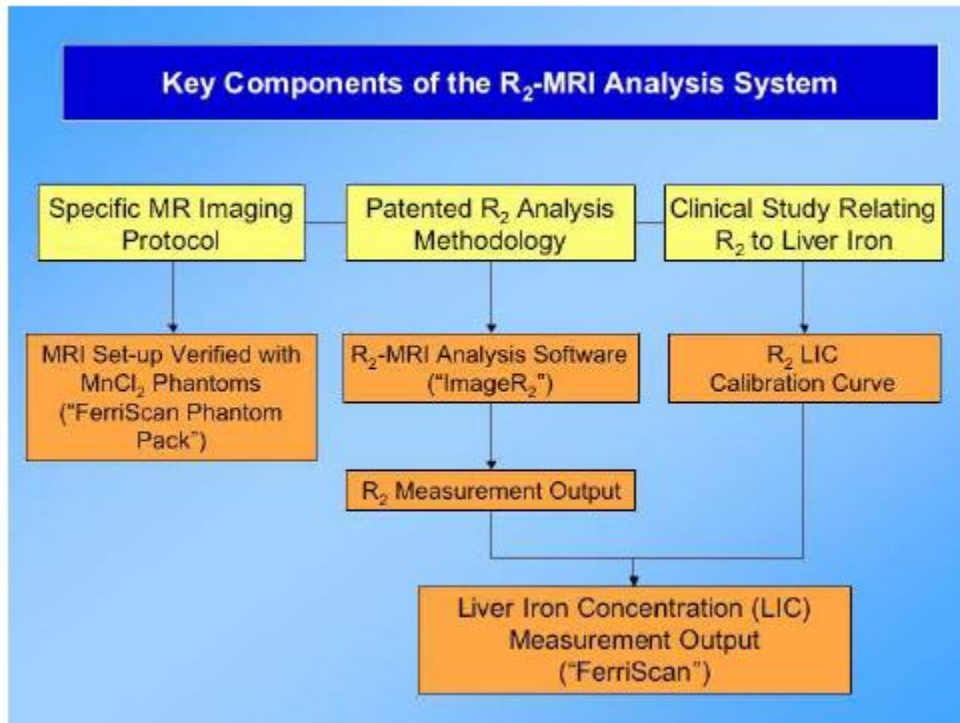 Key Components of the R₂-MRI Analysis System
Specific MR Imaging
Protocol
Patented R₂ Analysis
Methodology
Clinical Study Relating
R₂ to Liver Iron
MRI Set-up Verified with
MnCl₂ Phantoms
("FerriScan Phantom
Pack")
R₂-MRI Analysis Software
("ImageR₂")
R₂ LIC
Calibration Curve
R₂ Measurement Output
Liver Iron Concentration (LIC)
Measurement Output
("FerriScan")